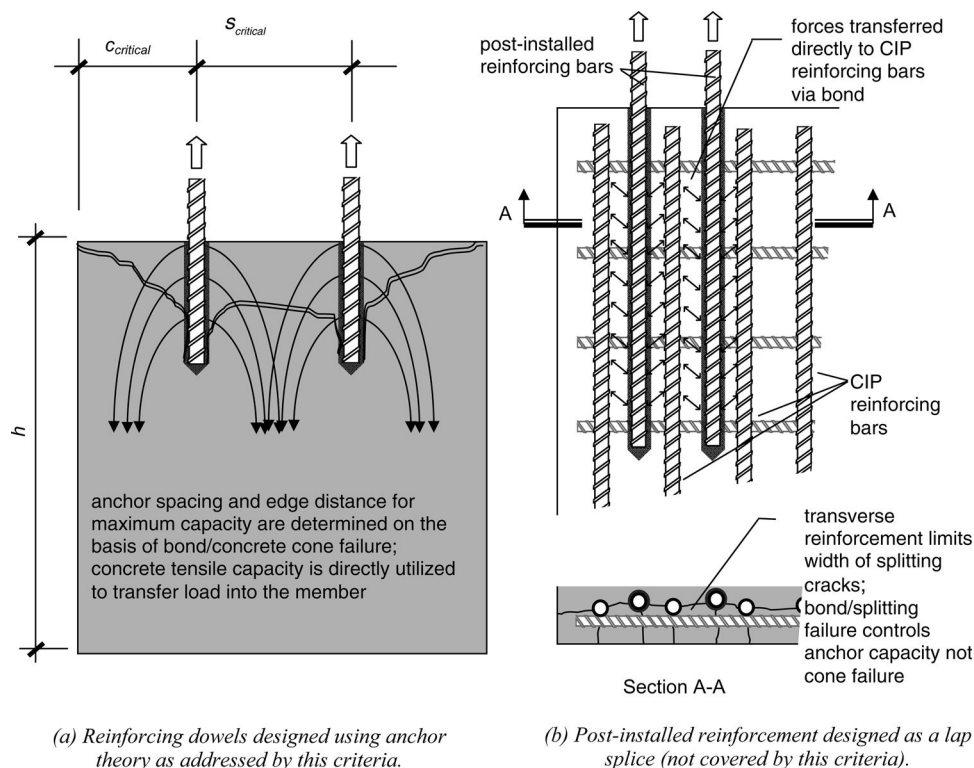 c_critical
s_critical
h
anchor spacing and edge distance for
maximum capacity are determined on the
basis of bond/concrete cone failure;
concrete tensile capacity is directly utilized
to transfer load into the member
(a) Reinforcing dowels designed using anchor
theory as addressed by this criteria.
post-installed
reinforcing bars
forces transferred
directly to CIP
reinforcing bars
via bond
A
A
CIP
reinforcing
bars
transverse
reinforcement limits
width of splitting
cracks;
bond/splitting
failure controls
anchor capacity not
cone failure
Section A-A
(b) Post-installed reinforcement designed as a lap
splice (not covered by this criteria).